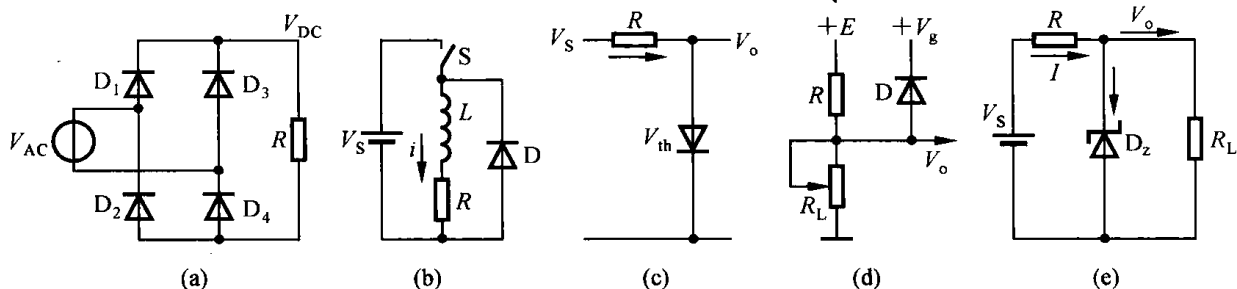 V_DC
D₁
D₃
V_AC
R
D₂
D₄
(a)
S
V_S
L
i
D
R
(b)
V_S
R
V_o
V_th
(c)
+E
+V_g
R
D
V_o
R_L
(d)
R
V_o
I
V_S
D_z
R_L
(e)